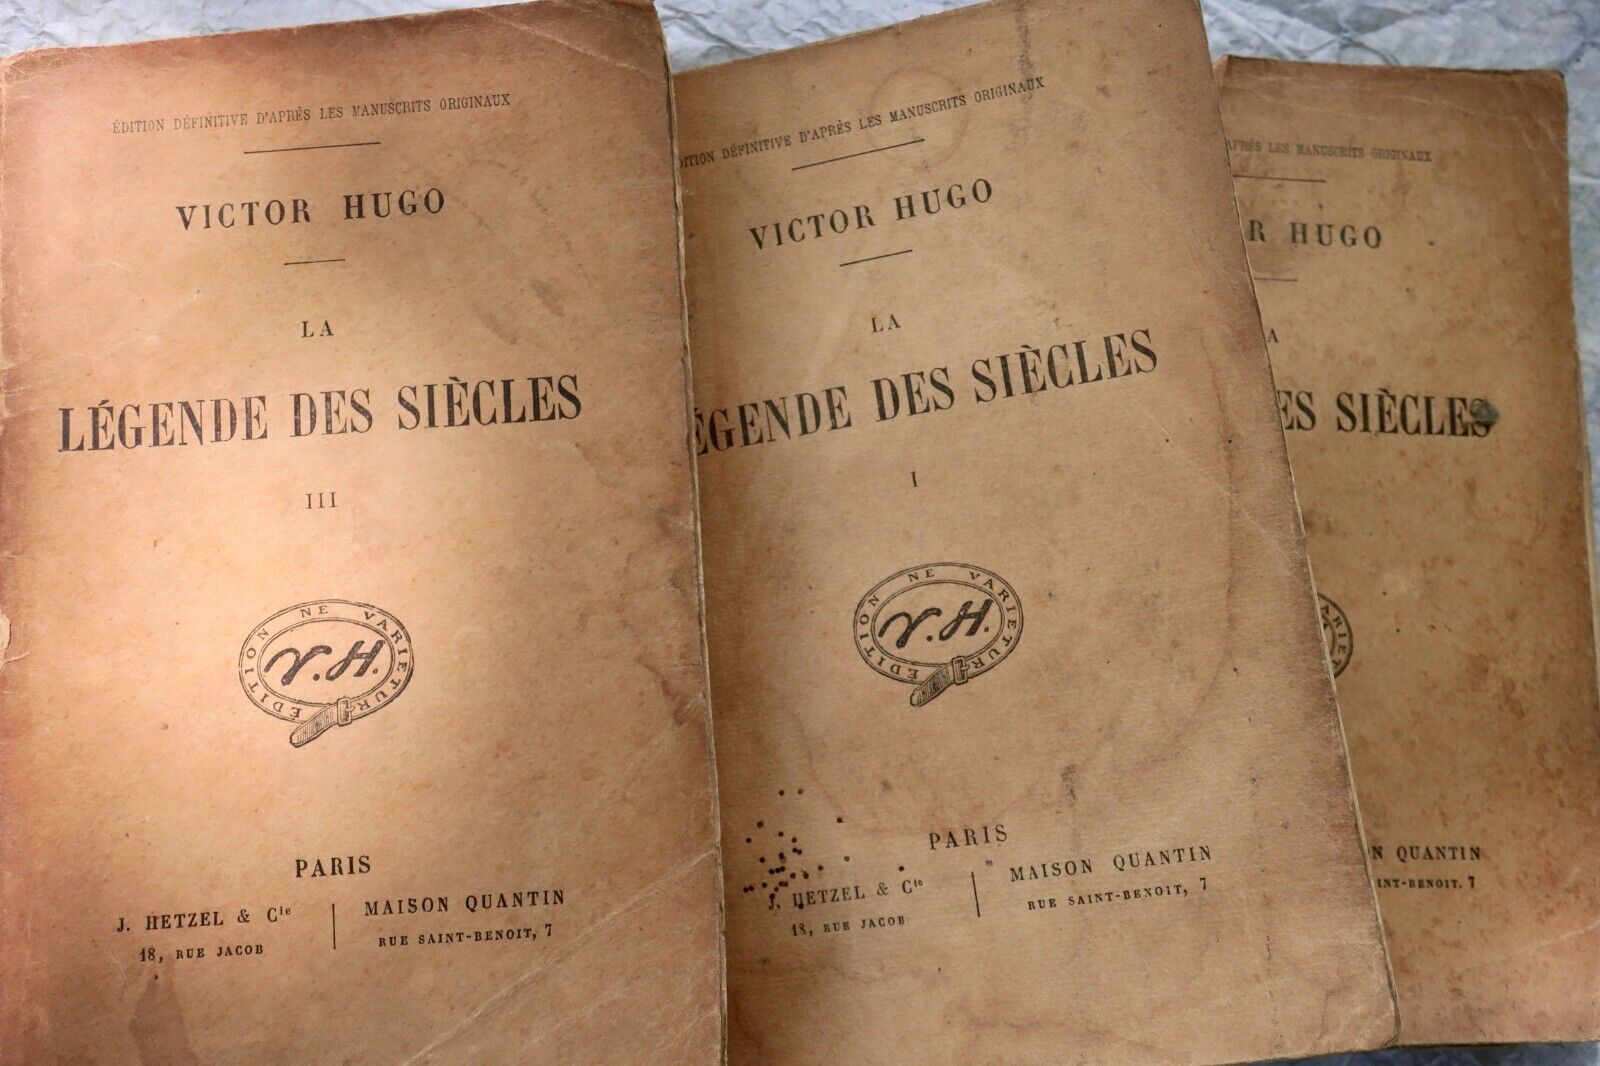 ÉDITION DÉFINITIVE D'APRÈS LES MANUSCRITS ORIGINAUX
VICTOR HUGO
LA
LÉGENDE DES SIÈCLES
III
ÉDITION NE VARIETUR
V.H.
PARIS
J. HETZEL & Cie
18, RUE JACOB
MAISON QUANTIN
RUE SAINT-BENOIT, 7
DITION DÉFINITIVE D'APRÈS LES MANUSCRITS ORIGINAUX
VICTOR HUGO
LA
ÉGENDE DES SIÈCLES
I
ÉDITION NE VARIETUR
V.H.
PARIS
J. HETZEL & Cie
18, RUE JACOB
MAISON QUANTIN
RUE SAINT-BENOIT, 7
APRÈS LES MANUSCRITS ORIGINAUX
R HUGO
A
ES SIÈCLES
N QUANTIN
INT-BENOIT, 7